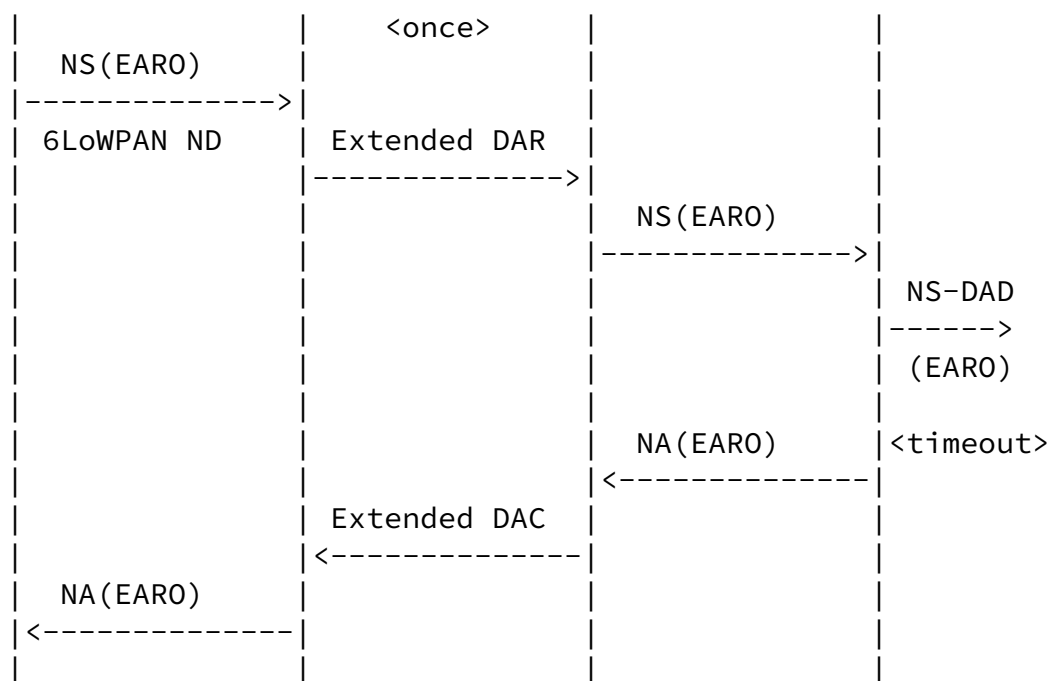 <once>
NS(EARO)
-------------->
6LoWPAN ND Extended DAR
-------------->
NS(EARO)
-------------->
NS-DAD
------>
(EARO)
NA(EARO) <timeout>
<--------------
Extended DAC
<--------------
NA(EARO)
<--------------